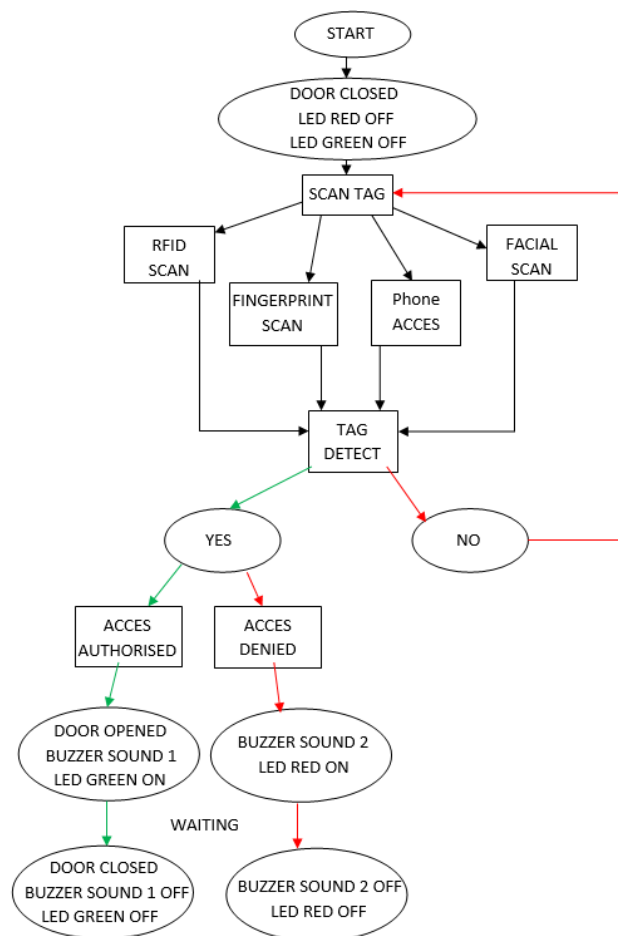 START
DOOR CLOSED
LED RED OFF
LED GREEN OFF
SCAN TAG
RFID
SCAN
FINGERPRINT
SCAN
Phone
ACCES
FACIAL
SCAN
TAG
DETECT
YES
NO
ACCES
AUTHORISED
ACCES
DENIED
DOOR OPENED
BUZZER SOUND 1
LED GREEN ON
BUZZER SOUND 2
LED RED ON
WAITING
DOOR CLOSED
BUZZER SOUND 1 OFF
LED GREEN OFF
BUZZER SOUND 2 OFF
LED RED OFF